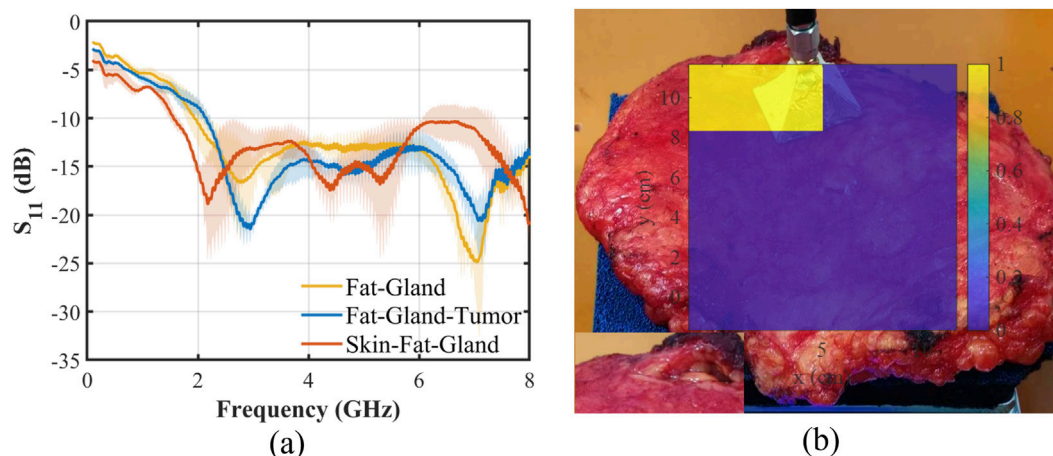 0
-5
-10
-15
-20
-25
-30
-35
S11 (dB)
0 2 4 6 8
Frequency (GHz)
Fat-Gland
Fat-Gland-Tumor
Skin-Fat-Gland
(a)
10
8
6
4
2
0
y (cm)
5
x (cm)
1
0.8
0.6
0.4
0.2
0
(b)